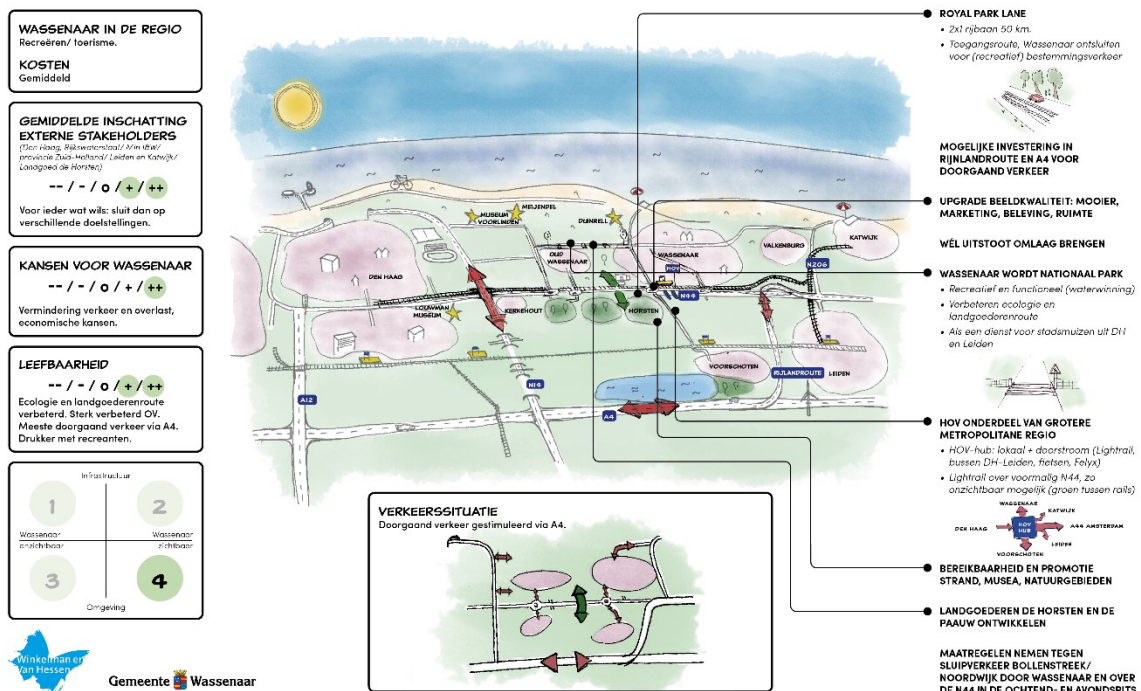 WASSENAAR IN DE REGIO
Recreëren/ toerisme.
KOSTEN
Gemiddeld
GEMIDDELDE INSCHATTING
EXTERNE STAKEHOLDERS
(Den Haag, Rijkswaterstaat/ Min IEW/
provincie Zuid-Holland/ Leiden en Katwijk/
Landgoed de Horsten)
-- / - / o / + / ++
Voor ieder wat wils: sluit dan op
verschillende doelstellingen.
KANSEN VOOR WASSENAAR
-- / - / o / + / ++
Vermindering verkeer en overlast,
economische kansen.
LEEFBAARHEID
-- / - / o / + / ++
Ecologie en landgoederenroute
verbeterd. Sterk verbeterd OV.
Meeste doorgaand verkeer via A4.
Drukker met recreanten.
Infrastructuur
1
2
Wassenaar
onzichtbaar
Wassenaar
zichtbaar
3
4
Omgeving
Winkelman en
Van Hessen
Gemeente Wassenaar
MEIJENDEL
MUSEUM
VOORLINDEN
DUINRELL
OUD
WASSENAAR
WASSENAAR
VALKENBURG
KATWIJK
DEN HAAG
HOV
N206
N44
LOUWMAN
MUSEUM
KERKEHOUT
HORSTEN
VOORSCHOTEN
RIJLANDROUTE
LEIDEN
A12
N14
A4
VERKEERSSITUATIE
Doorgaand verkeer gestimuleerd via A4.
ROYAL PARK LANE
• 2x1 rijbaan 50 km.
• Toegangsroute, Wassenaar ontsluiten
voor (recreatief) bestemmingsverkeer
MOGELIJKE INVESTERING IN
RIJNLANDROUTE EN A4 VOOR
DOORGAAND VERKEER
UPGRADE BEELDKWALITEIT: MOOIER,
MARKETING, BELEVING, RUIMTE
WÉL UITSTOOT OMLAAG BRENGEN
WASSENAAR WORDT NATIONAAL PARK
• Recreatief en functioneel (waterwinning)
• Verbeteren ecologie en
landgoederenroute
• Als een dienst voor stadsmuizen uit DH
en Leiden
HOV ONDERDEEL VAN GROTERE
METROPOLITANE REGIO
• HOV-hub: lokaal + doorstroom (Lightrail,
bussen DH-Leiden, fietsen, Felyx)
• Lightrail over voormalig N44, zo
onzichtbaar mogelijk (groen tussen rails)
WASSENAAR
KATWIJK
DEN HAAG
HOV
HUB
A44 AMSTERDAM
LEIDEN
VOORSCHOTEN
BEREIKBAARHEID EN PROMOTIE
STRAND, MUSEA, NATUURGEBIEDEN
LANDGOEDEREN DE HORSTEN EN DE
PAAUW ONTWIKKELEN
MAATREGELEN NEMEN TEGEN
SLUIPVERKEER BOLLENSTREEK/
NOORDWIJK DOOR WASSENAAR EN OVER
DE N44 IN DE OCHTEND- EN AVONDSPITS